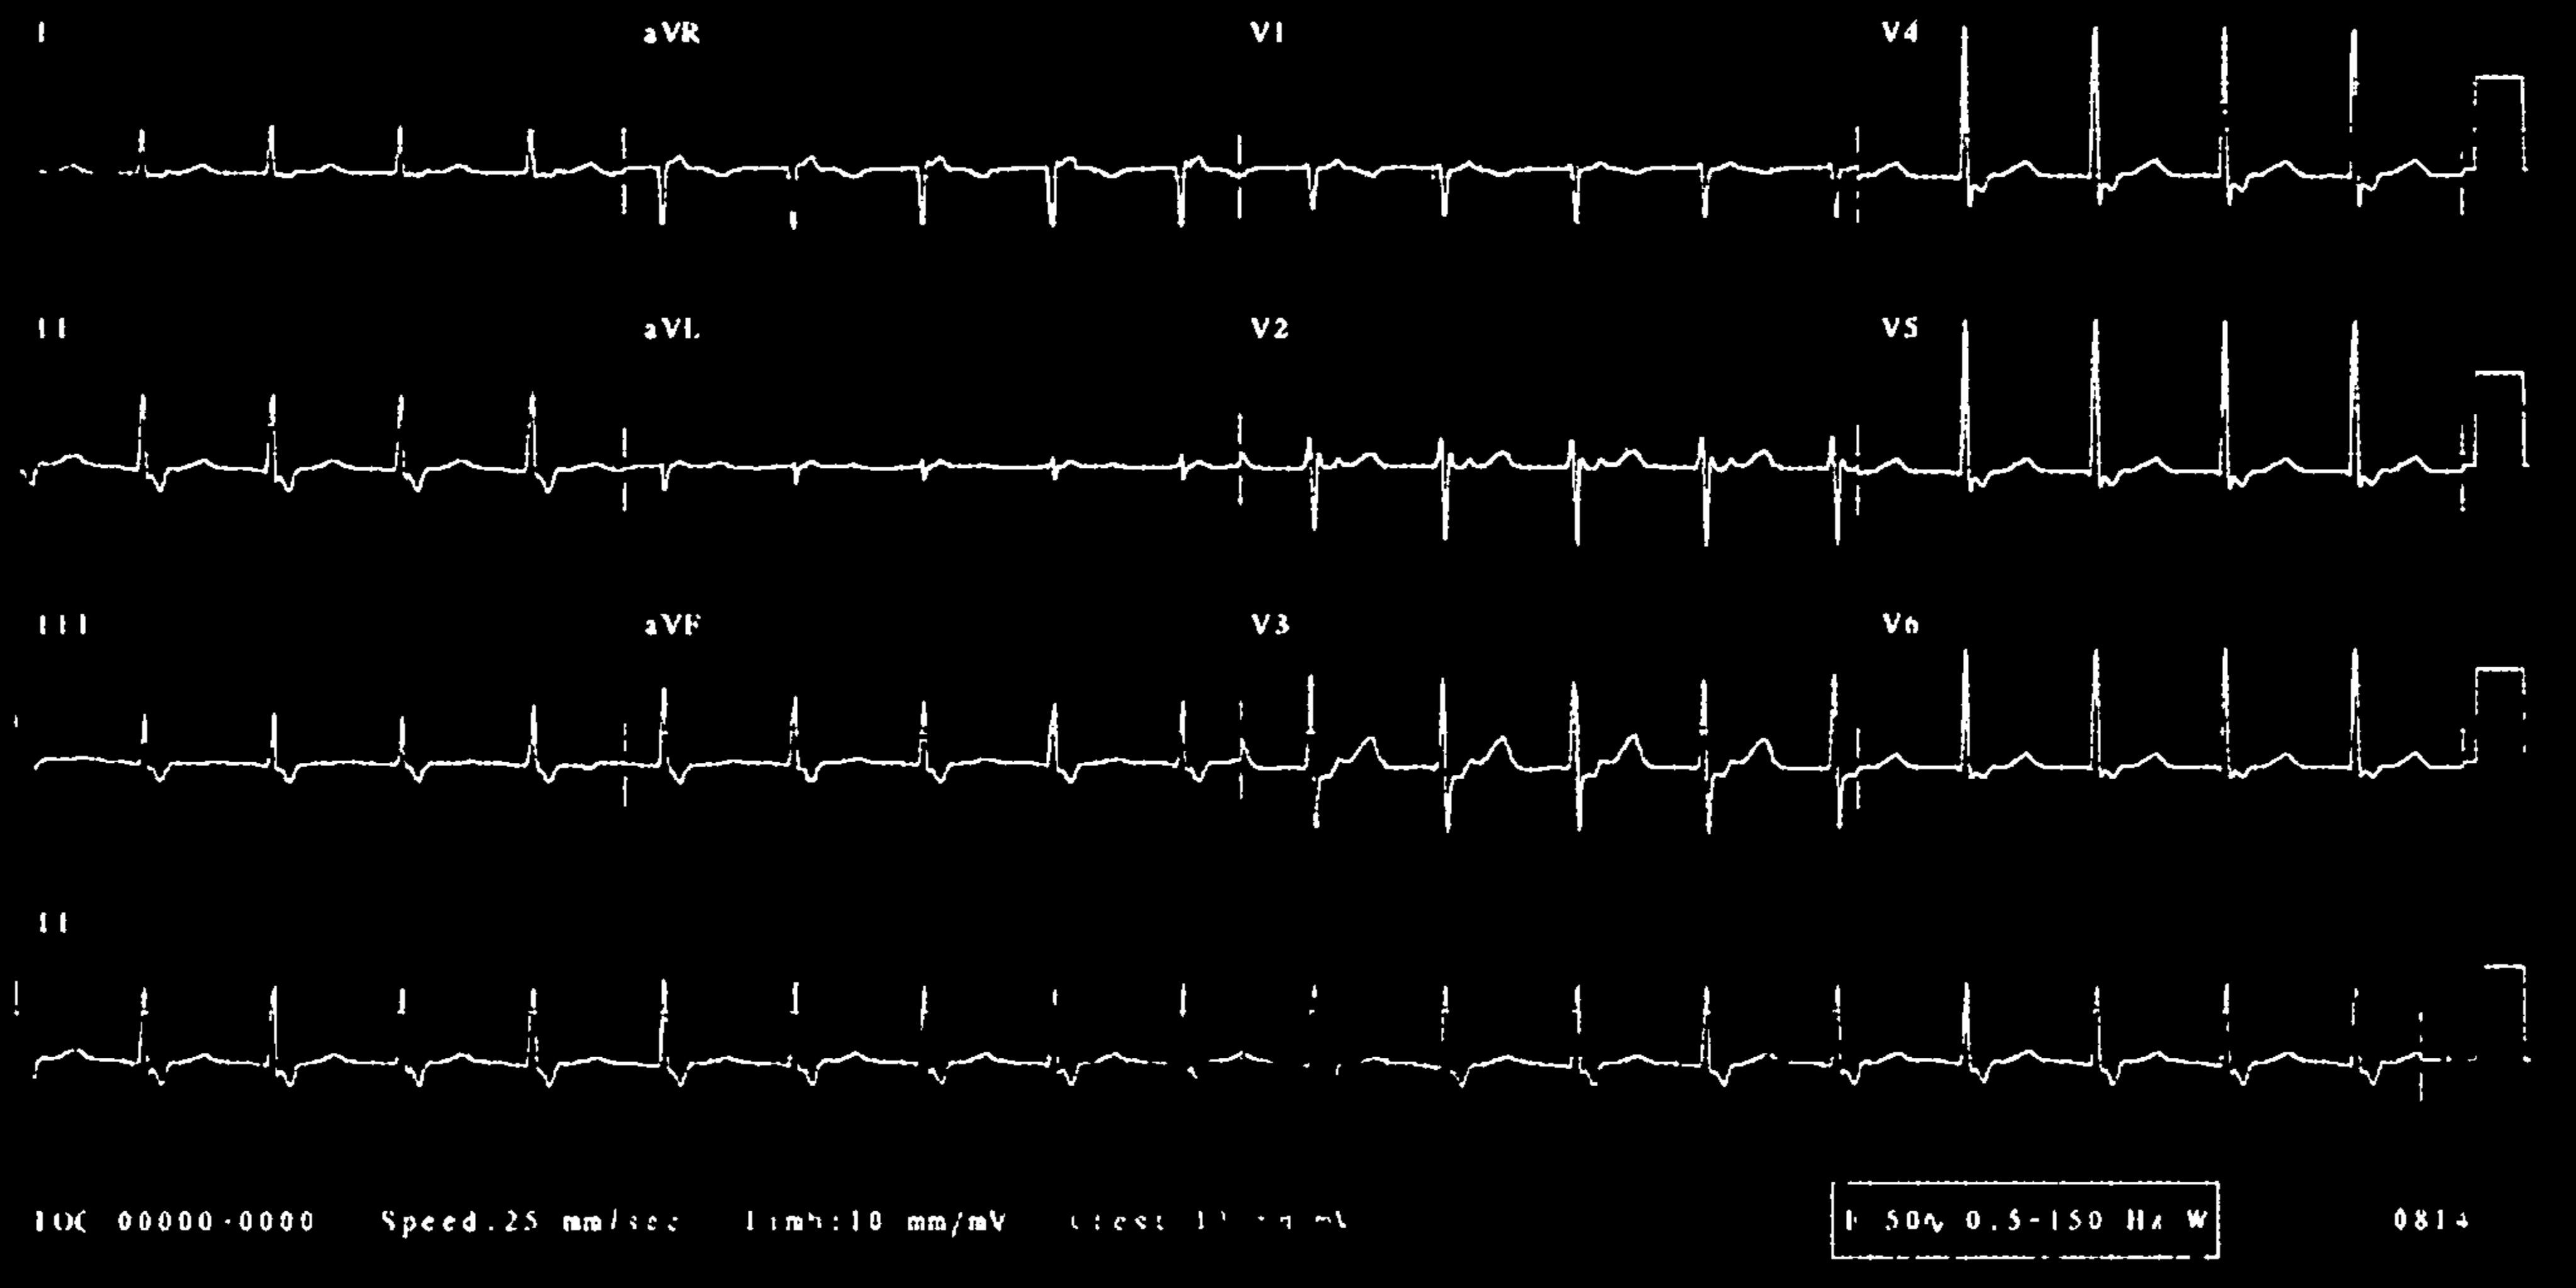 I aVR V1 V4
II aVL V2 V5
III aVF V3 V6
II
00000-0000 Speed:25 mm/sec Limb:10 mm/mV
50~ 0.5-150 Hz W 0814